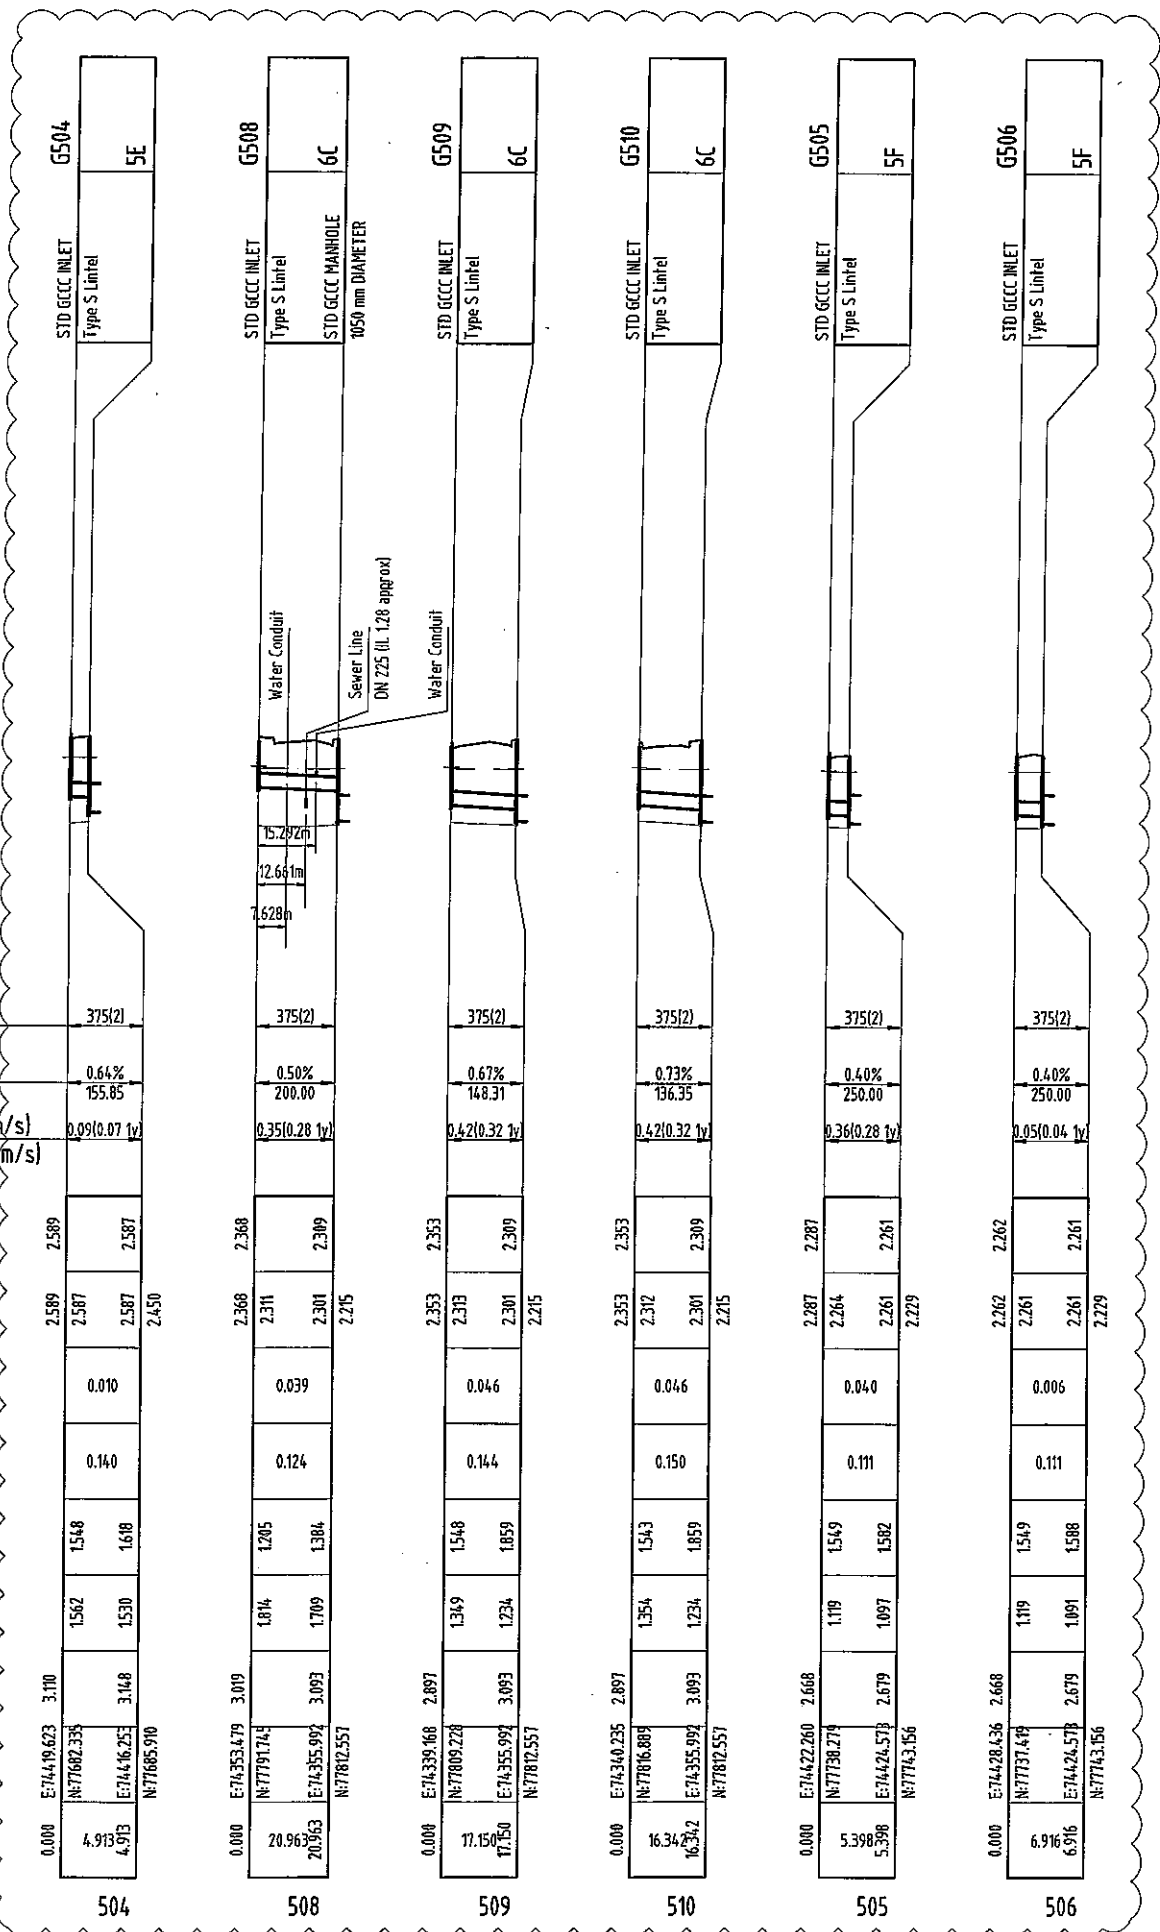 G504
5E
STD GCCC INLET
Type S Lintel
375(2)
0.64%
155.85
/s)
m/s)
0.09(0.07 1y)
2.589
2.587
2.589
2.587
2.587
2.450
0.010
0.140
1.548
1.618
1.562
1.530
3.110
3.148
E:74419.623
N:77682.335
E:74416.253
N:77685.910
0.000
4.913
4.913
504
G508
6C
STD GCCC INLET
Type S Lintel
STD GCCC MANHOLE
1050 mm DIAMETER
Water Conduit
Sewer Line
DN 225 (IL 1.28 approx)
Water Conduit
15.292m
12.661m
7.628m
375(2)
0.50%
200.00
0.35(0.28 1y)
2.368
2.309
2.368
2.311
2.301
2.215
0.039
0.124
1.205
1.384
1.814
1.709
3.019
3.093
E:74353.479
N:77791.745
E:74355.992
N:77812.557
0.000
20.963
20.963
508
G509
6C
STD GCCC INLET
Type S Lintel
375(2)
0.67%
148.31
0.42(0.32 1y)
2.353
2.309
2.353
2.313
2.301
2.215
0.046
0.144
1.548
1.859
1.349
1.234
2.897
3.093
E:74339.168
N:77809.228
E:74355.992
N:77812.557
0.000
17.150
17.150
509
G510
6C
STD GCCC INLET
Type S Lintel
375(2)
0.73%
136.35
0.42(0.32 1y)
2.353
2.309
2.353
2.312
2.301
2.215
0.046
0.150
1.543
1.859
1.354
1.234
2.897
3.093
E:74340.235
N:77816.889
E:74355.992
N:77812.557
0.000
16.342
16.342
510
G505
5F
STD GCCC INLET
Type S Lintel
375(2)
0.40%
250.00
0.36(0.28 1y)
2.287
2.261
2.287
2.264
2.261
2.229
0.040
0.111
1.549
1.582
1.119
1.097
2.668
2.679
E:74422.260
N:77738.279
E:74424.573
N:77743.156
0.000
5.398
5.398
505
G506
5F
STD GCCC INLET
Type S Lintel
375(2)
0.40%
250.00
0.05(0.04 1y)
2.262
2.261
2.262
2.261
2.261
2.229
0.006
0.111
1.549
1.588
1.119
1.091
2.668
2.679
E:74428.436
N:77737.419
E:74424.573
N:77743.156
0.000
6.916
6.916
506